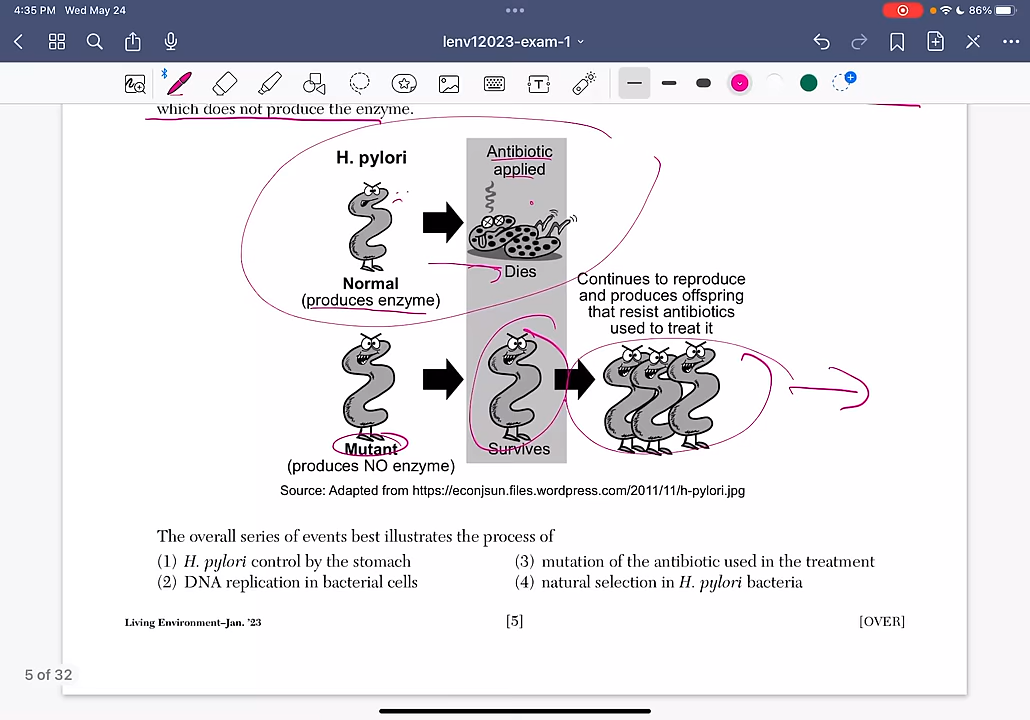 4:35 PM Wed May 24
86%
lenv12023-exam-1
which does not produce the enzyme.
H. pylori
Antibiotic
applied
Normal
(produces enzyme)
Dies
Continues to reproduce
and produces offspring
that resist antibiotics
used to treat it
Mutant
(produces NO enzyme)
Survives
Source: Adapted from https://econjsun.files.wordpress.com/2011/11/h-pylori.jpg
The overall series of events best illustrates the process of
(1) H. pylori control by the stomach
(2) DNA replication in bacterial cells
(3) mutation of the antibiotic used in the treatment
(4) natural selection in H. pylori bacteria
Living Environment–Jan. ’23
[5]
[OVER]
5 of 32